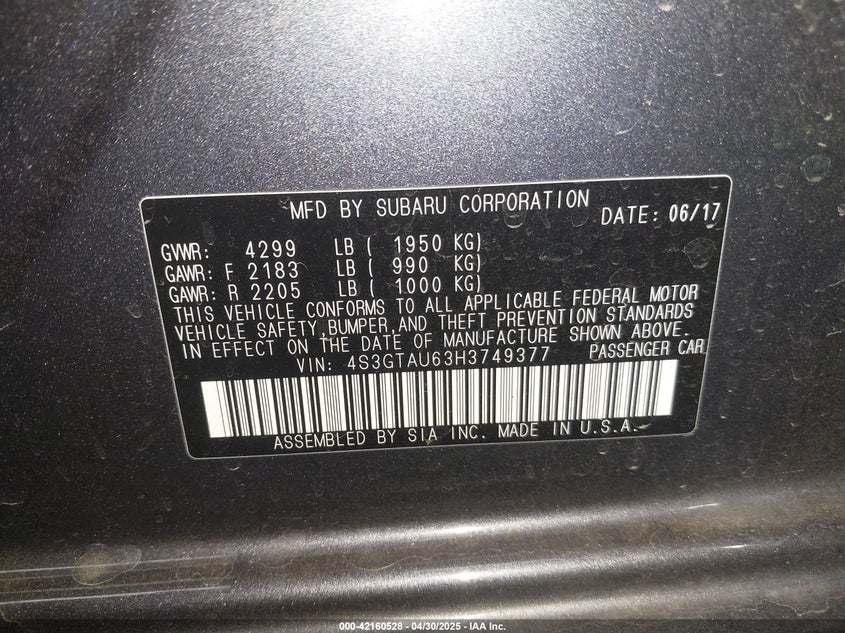 MFD BY SUBARU CORPORATION DATE: 06/17
GVWR: 4299 LB ( 1950 KG)
GAWR: F 2183 LB ( 990 KG)
GAWR: R 2205 LB ( 1000 KG)
THIS VEHICLE CONFORMS TO ALL APPLICABLE FEDERAL MOTOR
VEHICLE SAFETY,BUMPER,AND THEFT PREVENTION STANDARDS
IN EFFECT ON THE DATE OF MANUFACTURE SHOWN ABOVE.
VIN: 4S3GTAU63H3749377 PASSENGER CAR
ASSEMBLED BY SIA INC. MADE IN U.S.A.
000-42160528 - 04/30/2025 - IAA Inc.